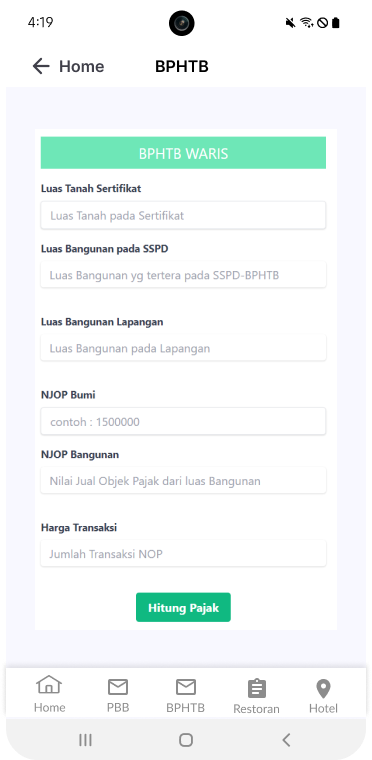 4:19
Home BPHTB
BPHTB WARIS
Luas Tanah Sertifikat
Luas Tanah pada Sertifikat
Luas Bangunan pada SSPD
Luas Bangunan yg tertera pada SSPD-BPHTB
Luas Bangunan Lapangan
Luas Bangunan pada Lapangan
NJOP Bumi
contoh : 1500000
NJOP Bangunan
Nilai Jual Objek Pajak dari luas Bangunan
Harga Transaksi
Jumlah Transaksi NOP
Hitung Pajak
Home PBB BPHTB Restoran Hotel